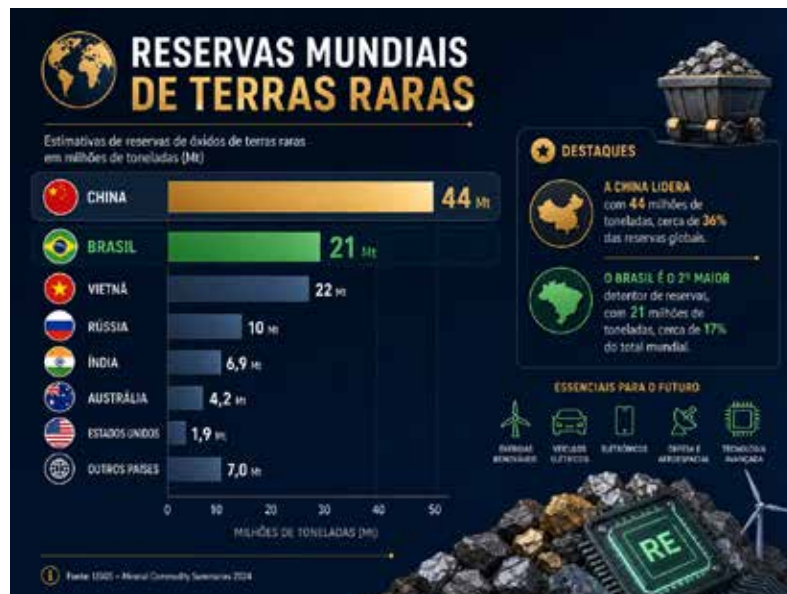 RESERVAS MUNDIAIS
DE TERRAS RARAS
Estimativas de reservas de óxidos de terras raras
em milhões de toneladas (Mt)
CHINA
44 Mt
BRASIL
21 Mt
VIETNÃ
22 Mt
RÚSSIA
10 Mt
ÍNDIA
6,9 Mt
AUSTRÁLIA
4,2 Mt
ESTADOS UNIDOS
1,9 Mt
OUTROS PAÍSES
7,0 Mt
0 10 20 30 40 50
MILHÕES DE TONELADAS (Mt)
Fonte: USGS – Mineral Commodity Summaries 2024
DESTAQUES
A CHINA LIDERA
com 44 milhões de
toneladas, cerca de 36%
das reservas globais.
O BRASIL É O 2º MAIOR
detentor de reservas,
com 21 milhões de
toneladas, cerca de 17%
do total mundial.
ESSENCIAIS PARA O FUTURO
ENERGIAS
RENOVÁVEIS
VEÍCULOS
ELÉTRICOS
ELETRÔNICOS
DEFESA E
AEROESPACIAL
TECNOLOGIA
AVANÇADA
RE